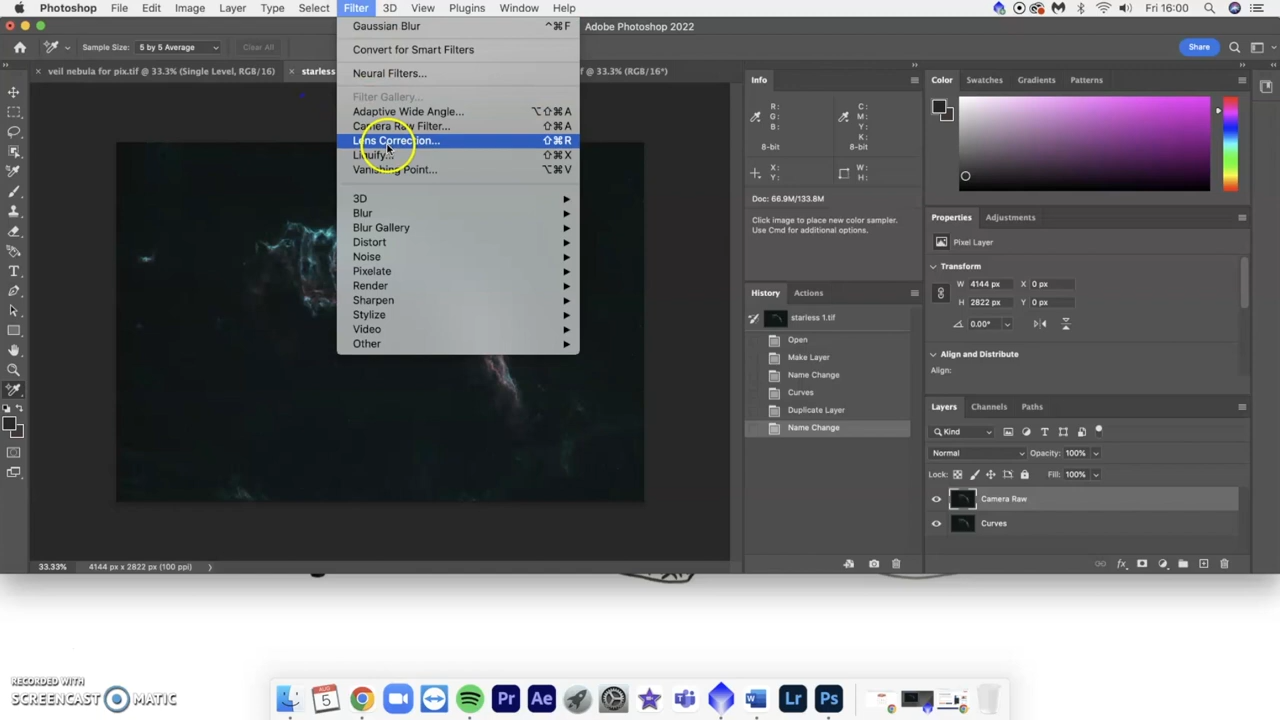 Photoshop File Edit Image Layer Type Select Filter 3D View Plugins Window Help Fri 16:00
Adobe Photoshop 2022
Sample Size: 5 by 5 Average Clear All Share
veil nebula for pix.tif @ 33.3% (Single Level, RGB/16) starless % (RGB/16*)
Gaussian Blur ^⌘F
Convert for Smart Filters
Neural Filters...
Filter Gallery...
Adaptive Wide Angle... ⌥⇧⌘A
Camera Raw Filter... ⇧⌘A
Lens Correction... ⇧⌘R
Liquify... ⇧⌘X
Vanishing Point... ⌥⌘V
3D
Blur
Blur Gallery
Distort
Noise
Pixelate
Render
Sharpen
Stylize
Video
Other
Info
R:
G:
B:
8-bit
C:
M:
Y:
K:
8-bit
X:
Y:
W:
H:
Doc: 66.9M/133.8M
Click image to place new color sampler.
Use Cmd for additional options.
History Actions
starless 1.tif
Open
Make Layer
Name Change
Curves
Duplicate Layer
Name Change
Color Swatches Gradients Patterns
Properties Adjustments
Pixel Layer
Transform
W 4144 px X 0 px
H 2822 px Y 0 px
0.00°
Align and Distribute
Align:
Layers Channels Paths
Kind
Normal Opacity: 100%
Lock: Fill: 100%
Camera Raw
Curves
33.33% 4144 px x 2822 px (100 ppi)
RECORDED WITH
SCREENCAST MATIC
AUG
5
Pr Ae W Lr Ps